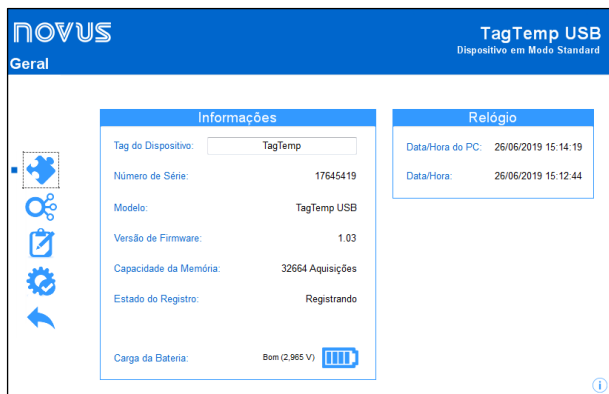 NOVUS
TagTemp USB
Dispositivo em Modo Standard
Geral
Informações
Tag do Dispositivo: TagTemp
Número de Série: 17645419
Modelo: TagTemp USB
Versão de Firmware: 1.03
Capacidade da Memória: 32664 Aquisições
Estado do Registro: Registrando
Carga da Bateria: Bom (2,965 V)
Relógio
Data/Hora do PC: 26/06/2019 15:14:19
Data/Hora: 26/06/2019 15:12:44
i